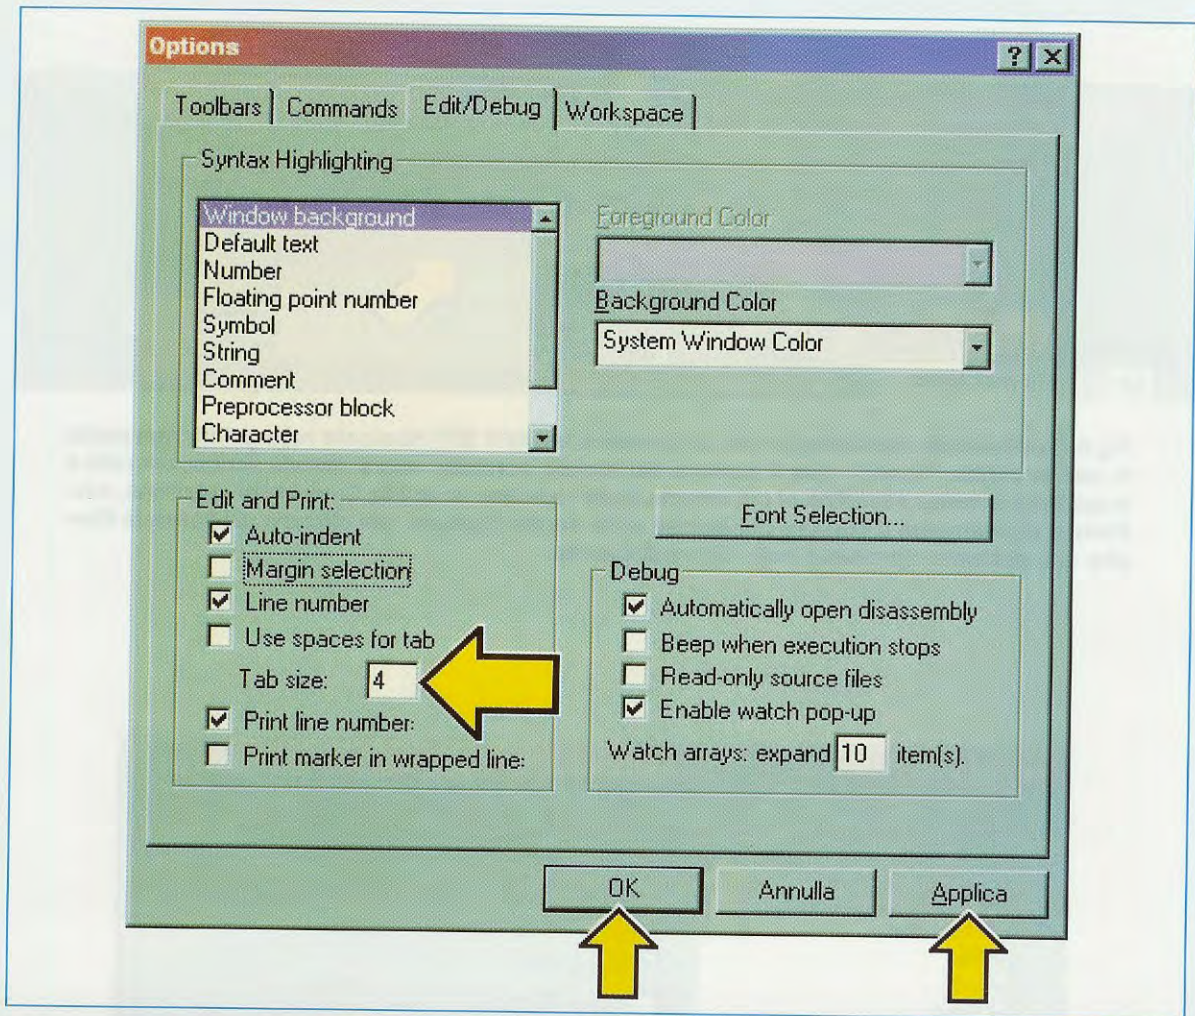 Options
Toolbars
Commands
Edit/Debug
Workspace
Syntax Highlighting
Window background
Default text
Number
Floating point number
Symbol
String
Comment
Preprocessor block
Character
Foreground Color
Background Color
System Window Color
Edit and Print:
Auto-indent
Margin selection
Line number
Use spaces for tab
Tab size: 4
Print line number:
Print marker in wrapped line:
Font Selection...
Debug
Automatically open disassembly
Beep when execution stops
Read-only source files
Enable watch pop-up
Watch arrays: expand 10 item(s).
OK
Annulla
Applica